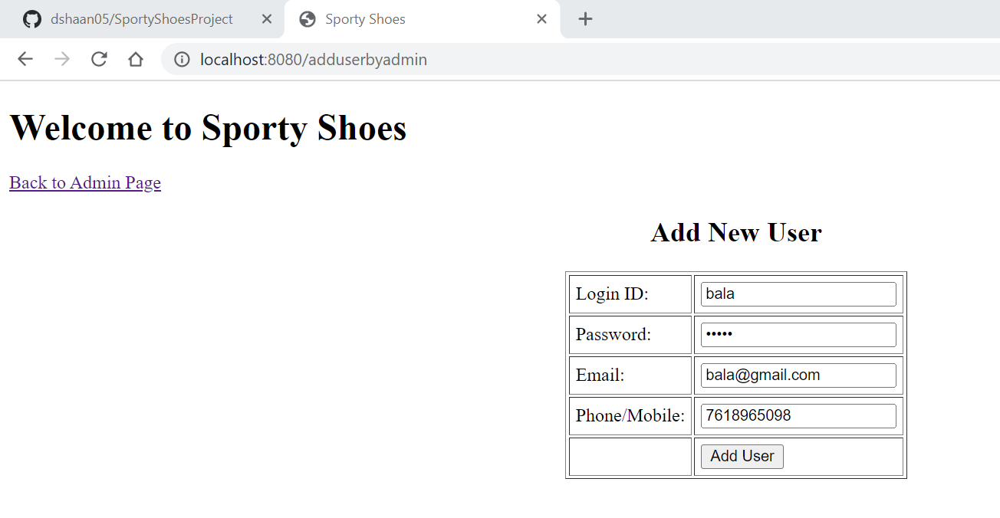 dshaan05/SportyShoesProject
Sporty Shoes
localhost:8080/adduserbyadmin
Welcome to Sporty Shoes
Back to Admin Page
Add New User
Login ID: bala
Password: •••••
Email: bala@gmail.com
Phone/Mobile: 7618965098
Add User